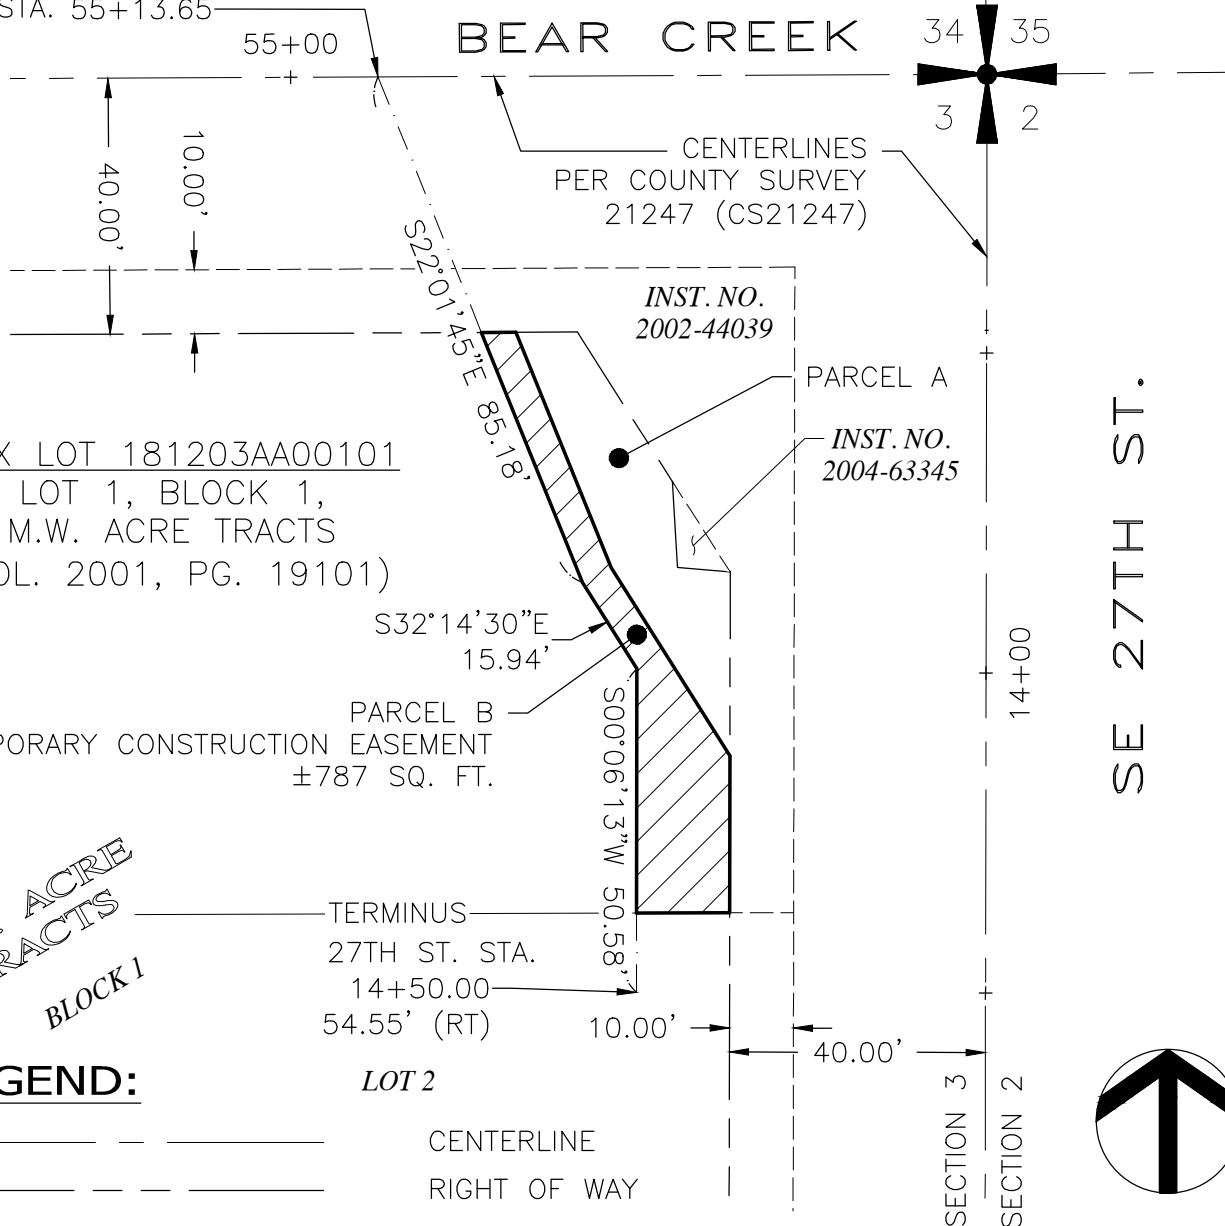 STA. 55+13.65
55+00
BEAR CREEK
34 35
3 2
10.00'
40.00'
CENTERLINES
PER COUNTY SURVEY
21247 (CS21247)
S22°01'45"E 85.18'
INST. NO.
2002-44039
PARCEL A
INST. NO.
2004-63345
X LOT 181203AA00101
LOT 1, BLOCK 1,
M.W. ACRE TRACTS
OL. 2001, PG. 19101)
SE 27TH ST.
S32°14'30"E
15.94'
14+00
PARCEL B
PORARY CONSTRUCTION EASEMENT
±787 SQ. FT.
S00°06'13"W 50.58'
ACRE
RACTS
BLOCK 1
TERMINUS
27TH ST. STA.
14+50.00
54.55' (RT)
10.00'
40.00'
LOT 2
GEND:
SECTION 3
SECTION 2
CENTERLINE
RIGHT OF WAY